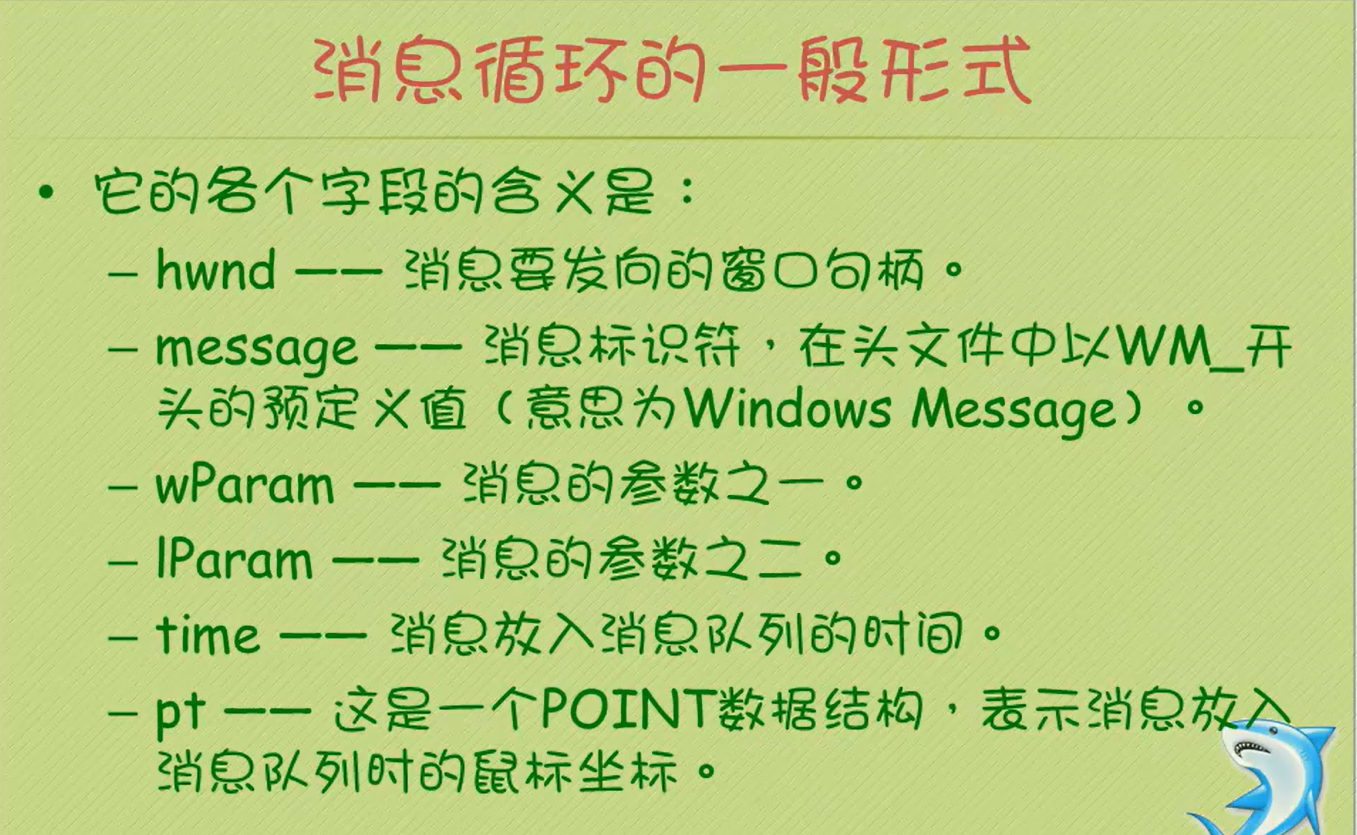 消息循环的一般形式
• 它的各个字段的含义是：
– hwnd —— 消息要发向的窗口句柄。
– message —— 消息标识符，在头文件中以WM_开
头的预定义值（意思为Windows Message）。
– wParam —— 消息的参数之一。
– lParam —— 消息的参数之二。
– time —— 消息放入消息队列的时间。
– pt —— 这是一个POINT数据结构，表示消息放入
消息队列时的鼠标坐标。